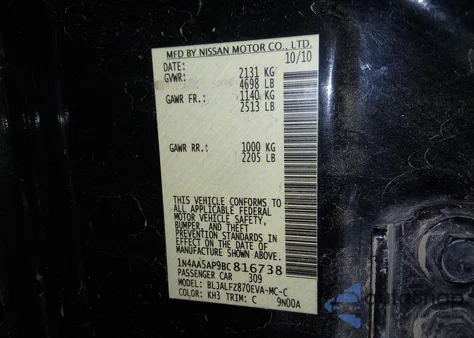 MFD BY NISSAN MOTOR CO., LTD.
DATE: 10/10
GVWR: 2131 KG
4698 LB
GAWR FR.: 1140 KG
2513 LB
GAWR RR.: 1000 KG
2205 LB
THIS VEHICLE CONFORMS TO
ALL APPLICABLE FEDERAL
MOTOR VEHICLE SAFETY,
BUMPER, AND THEFT
PREVENTION STANDARDS IN
EFFECT ON THE DATE OF
MANUFACTURE SHOWN ABOVE.
1N4AA5AP9BC816738
PASSENGER CAR 309
MODEL: BLJALFZ870EVA-MC-C
COLOR: KH3 TRIM: C 9N00A